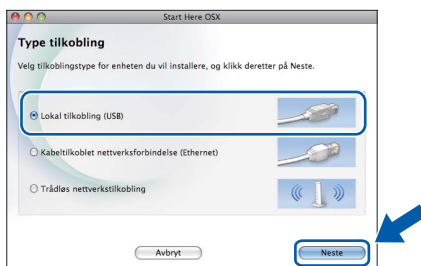 Start Here OSX
Type tilkobling
Velg tilkoblingstype for enheten du vil installere, og klikk deretter på Neste.
Lokal tilkobling (USB)
Kabeltilkoblet nettverksforbindelse (Ethernet)
Trådløs nettverkstilkobling
Avbryt
Neste